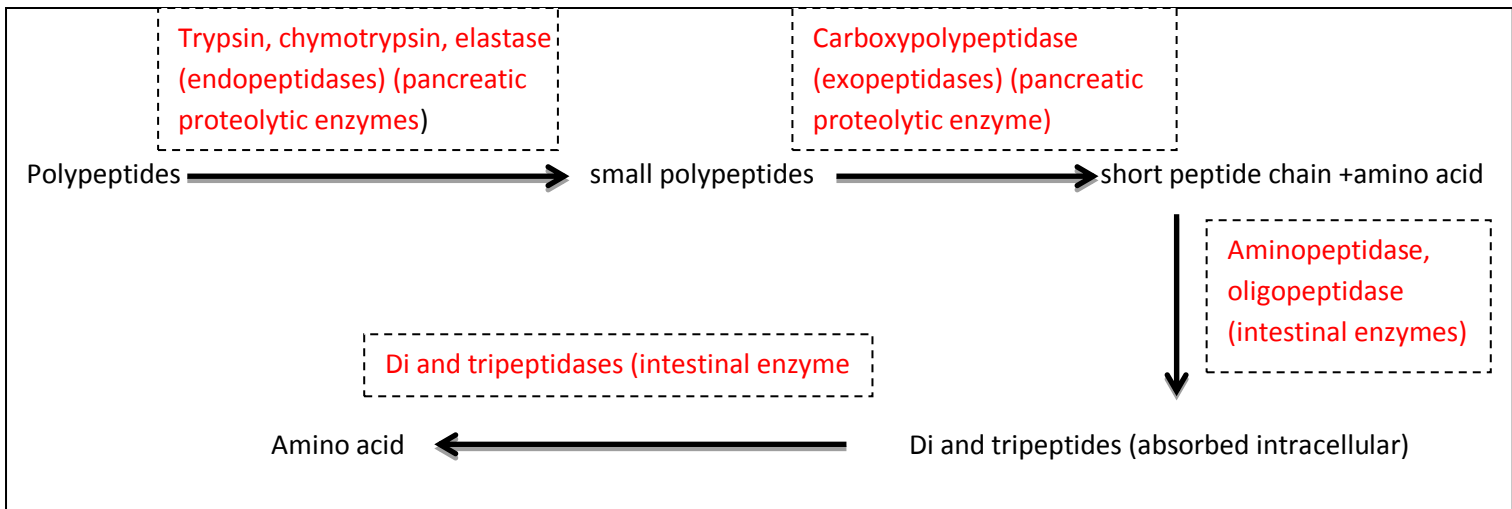 Trypsin, chymotrypsin, elastase
(endopeptidases) (pancreatic
proteolytic enzymes)
Carboxypolypeptidase
(exopeptidases) (pancreatic
proteolytic enzyme)
Polypeptides
small polypeptides
short peptide chain +amino acid
Aminopeptidase,
oligopeptidase
(intestinal enzymes)
Di and tripeptidases (intestinal enzyme
Amino acid
Di and tripeptides (absorbed intracellular)